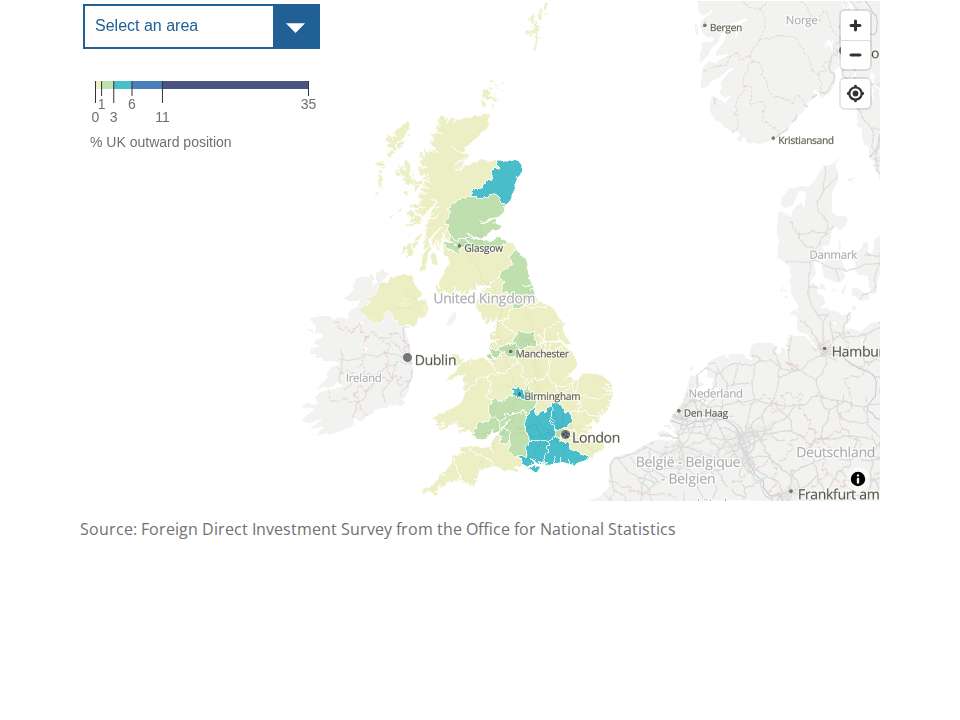 Select an area
1 6 35
0 3 11
% UK outward position
Bergen
Norge
Kristiansand
Danmark
Glasgow
United Kingdom
Manchester
Dublin
Ireland
Hambu
Birmingham
Nederland
Den Haag
London
Deutschland
België - Belgique
- Belgien
Frankfurt am
Source: Foreign Direct Investment Survey from the Office for National Statistics